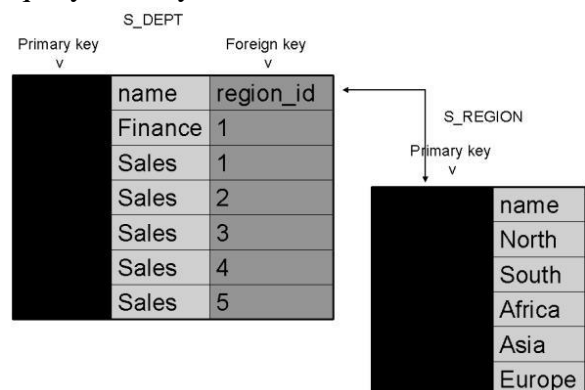 S_DEPT
Primary key Foreign key
v v
name region_id
Finance 1
Sales 1
Sales 2
Sales 3
Sales 4
Sales 5
S_REGION
Primary key
v
name
North
South
Africa
Asia
Europe